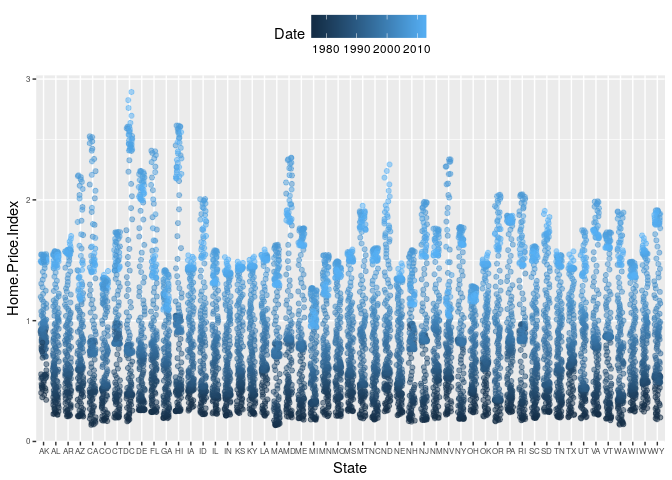 Date
1980 1990 2000 2010
Home.Price.Index
3
2
1
0
AK AL AR AZ CA CO CT DC DE FL GA HI IA ID IL IN KS KY LA MA MD ME MI MN MO MS MT NC ND NE NH NJ NM NV NY OH OK OR PA RI SC SD TN TX UT VA VT WA WI WV WY
State